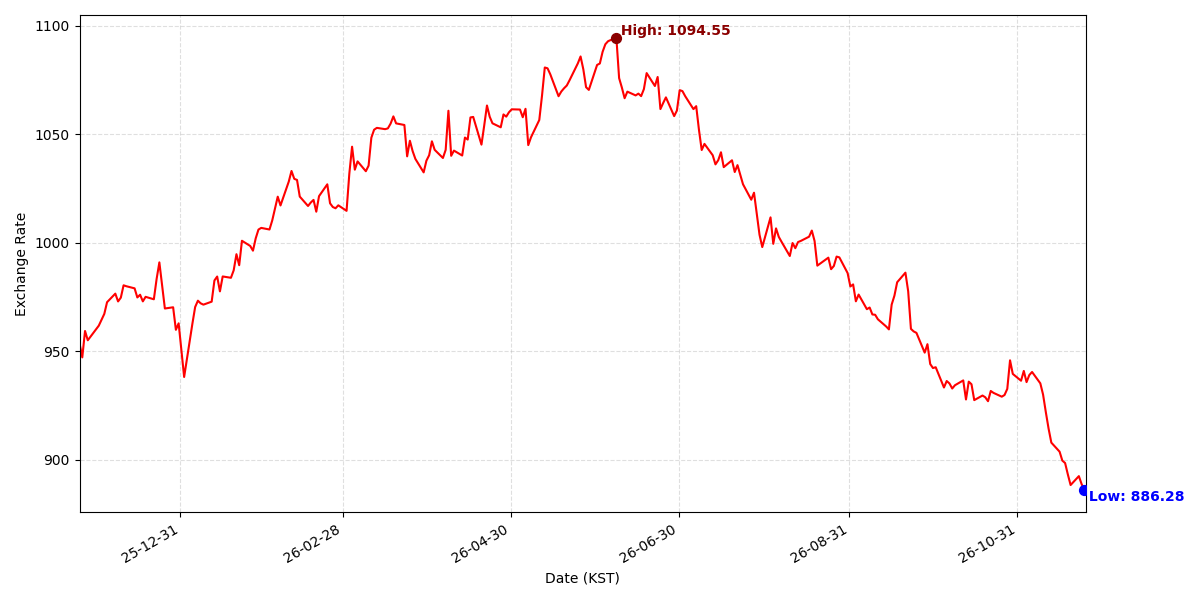 High: 1094.55
1100
1050
1000
950
900
Exchange Rate
Low: 886.28
25-12-31
26-02-28
26-04-30
26-06-30
26-08-31
26-10-31
Date (KST)